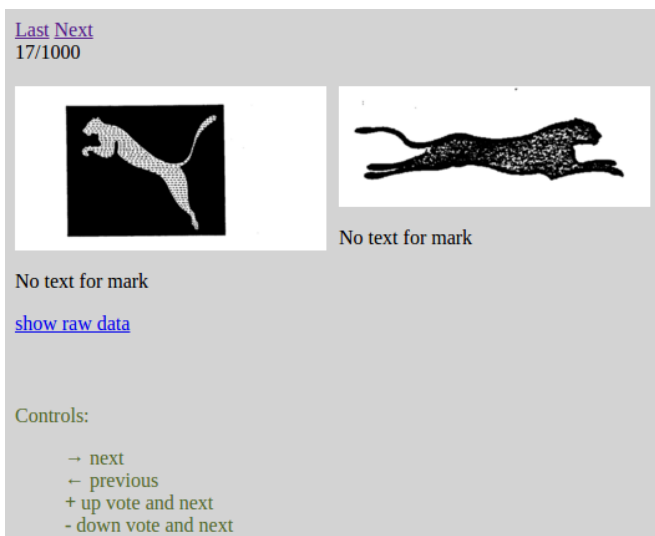 Last Next
17/1000
No text for mark
No text for mark
show raw data
Controls:
→ next
← previous
+ up vote and next
- down vote and next